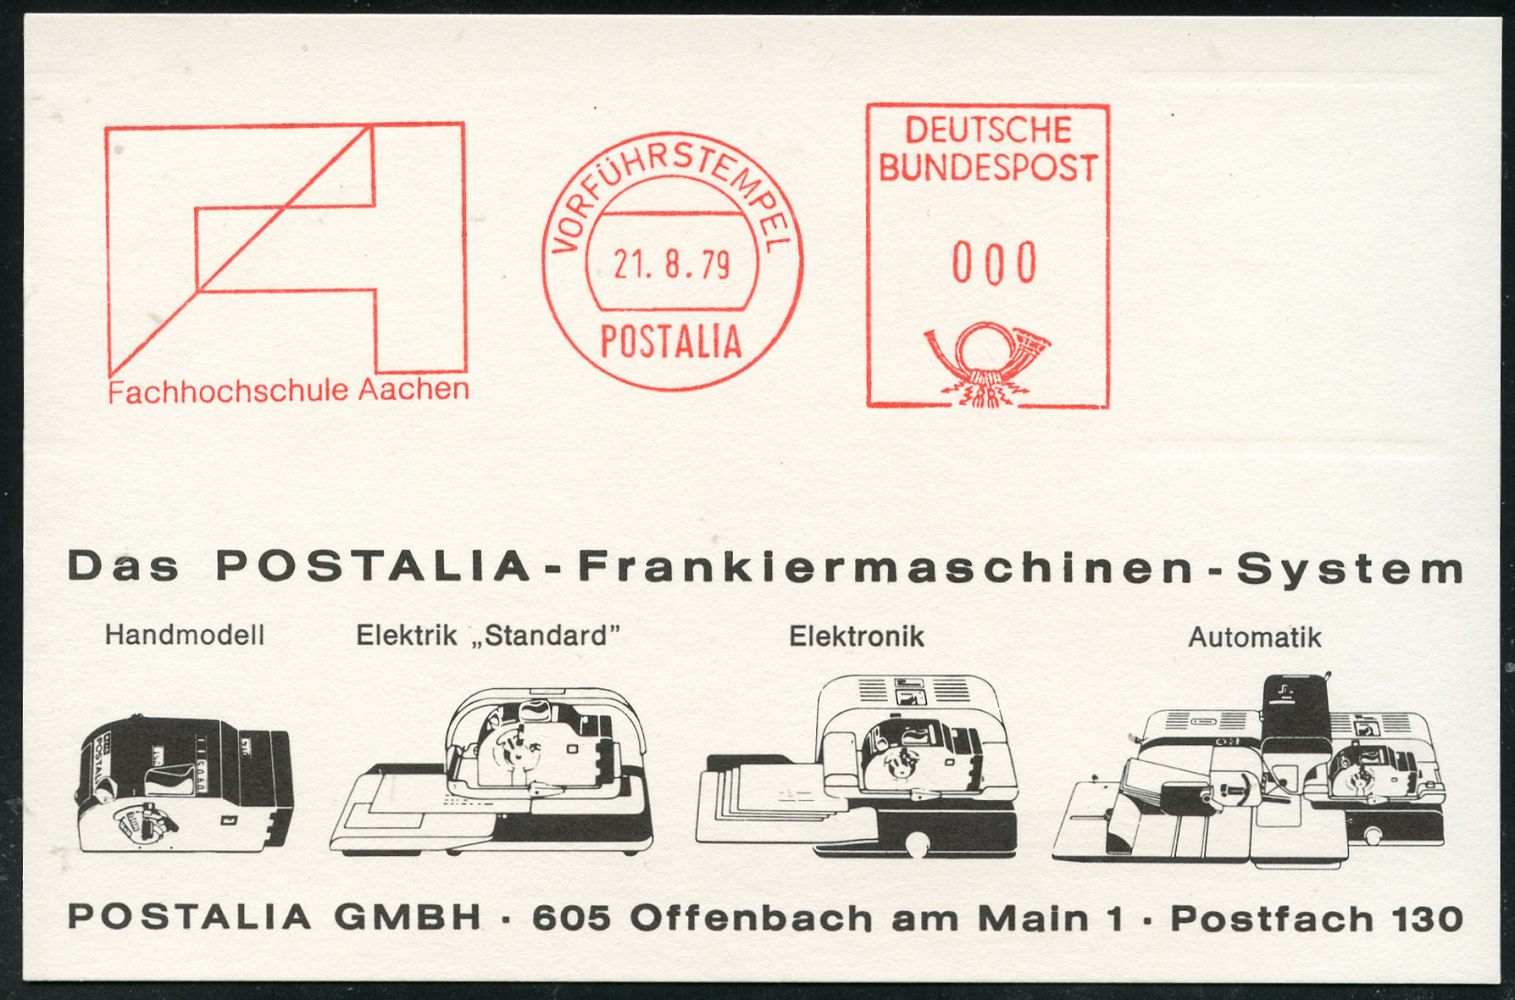 Fachhochschule Aachen
VORFÜHRSTEMPEL
21. 8. 79
POSTALIA
DEUTSCHE
BUNDESPOST
000
Das POSTALIA-Frankiermaschinen-System
Handmodell
Elektrik „Standard”
Elektronik
Automatik
POSTALIA
POSTALIA GMBH · 605 Offenbach am Main 1 · Postfach 130